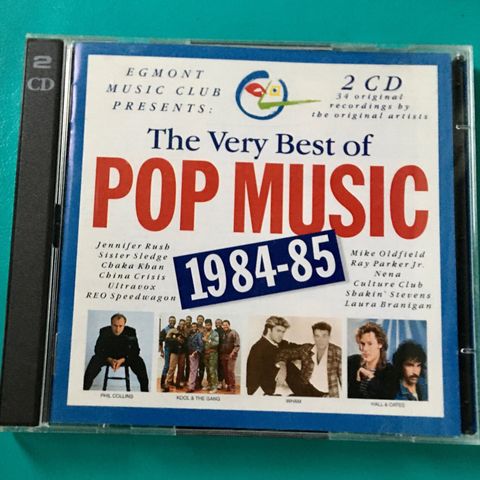 2
CD
EGMONT
MUSIC CLUB
PRESENTS:
2 CD
34 original
recordings by
the original artists
The Very Best of
POP MUSIC
1984-85
Jennifer Rush
Sister Sledge
Chaka Khan
China Crisis
Ultravox
REO Speedwagon
Mike Oldfield
Ray Parker Jr.
Nena
Culture Club
Shakin' Stevens
Laura Branigan
PHIL COLLINS
KOOL & THE GANG
WHAM
HALL & OATES